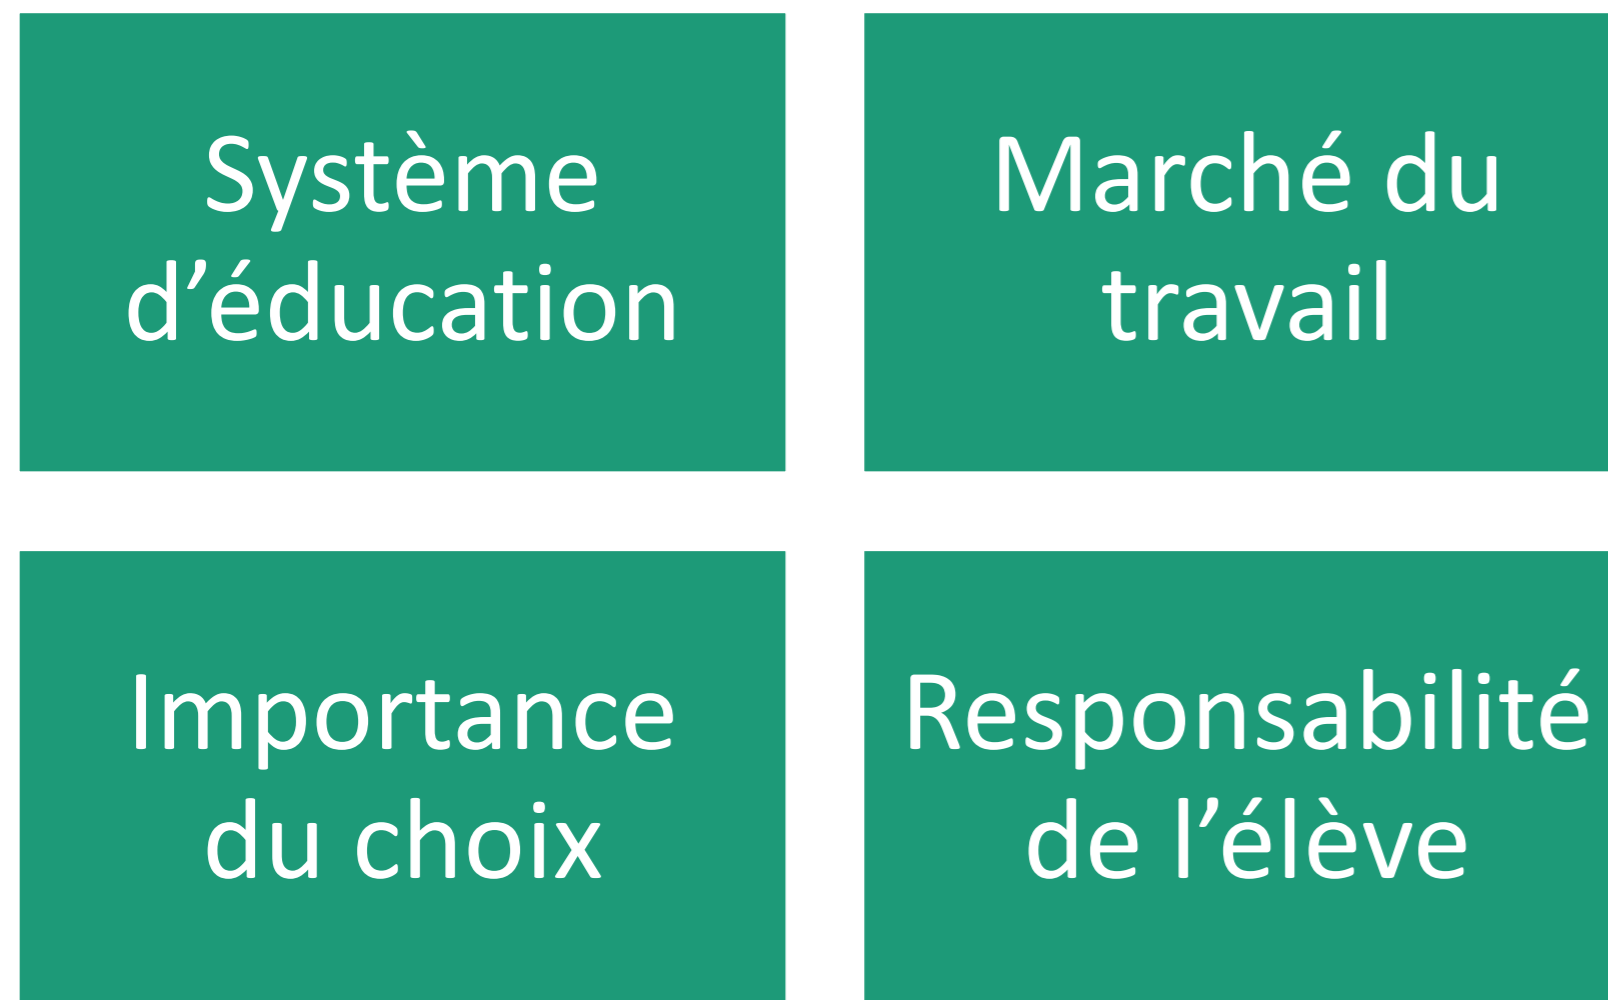 Système
d’éducation
Marché du
travail
Importance
du choix
Responsabilité
de l’élève